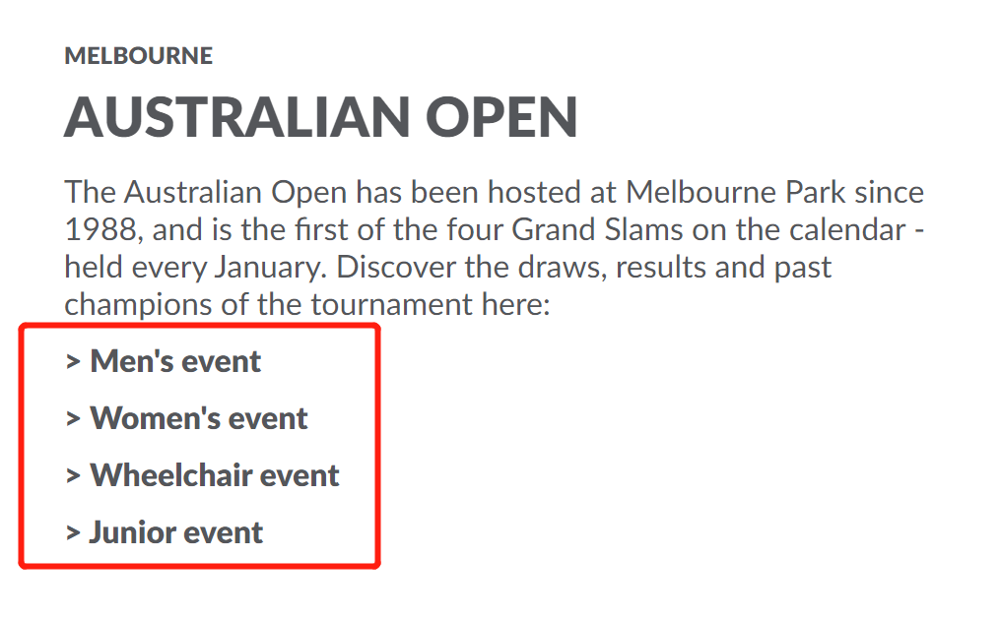 MELBOURNE
AUSTRALIAN OPEN
The Australian Open has been hosted at Melbourne Park since
1988, and is the first of the four Grand Slams on the calendar -
held every January. Discover the draws, results and past
champions of the tournament here:
> Men's event
> Women's event
> Wheelchair event
> Junior event